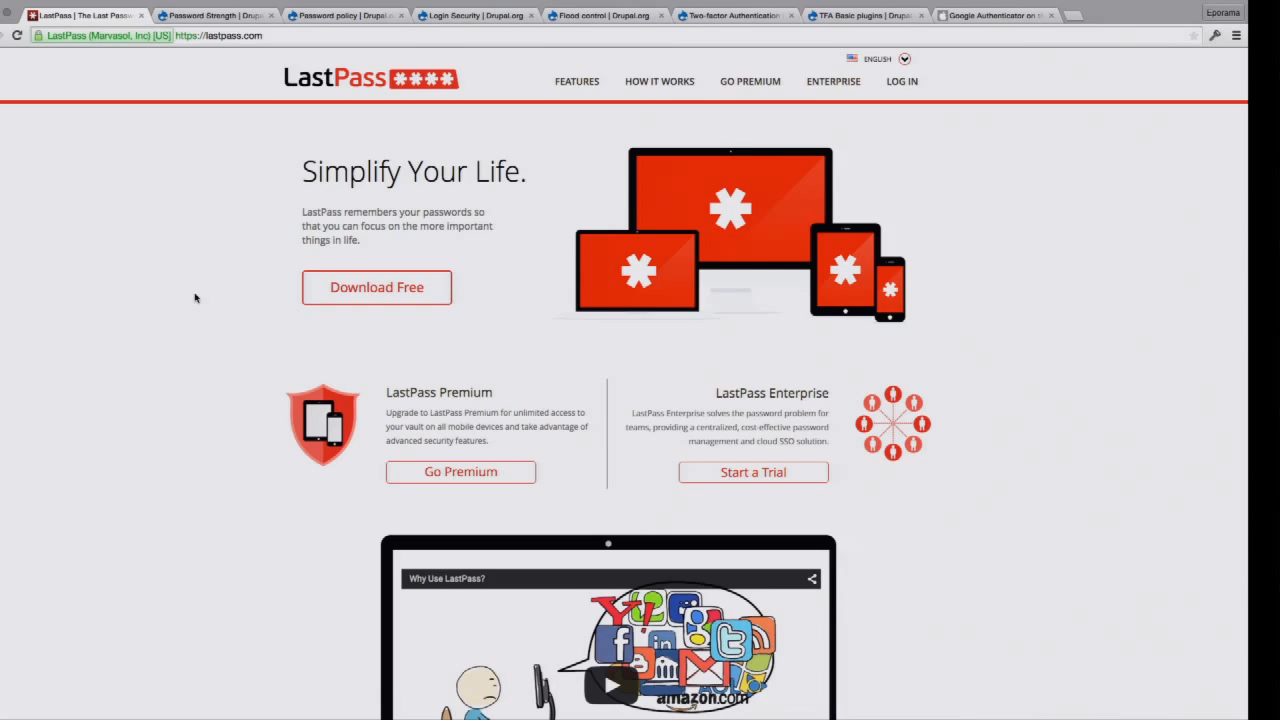 LastPass | The Last Passw
Password Strength | Drupa
Password policy | Drupal.o
Login Security | Drupal.org
Flood control | Drupal.org
Two-factor Authentication
TFA Basic plugins | Drupal.
Google Authenticator on th
Eporama
LastPass (Marvasol, Inc) [US] https://lastpass.com
ENGLISH
LastPass ****
FEATURES
HOW IT WORKS
GO PREMIUM
ENTERPRISE
LOG IN
Simplify Your Life.
LastPass remembers your passwords so
that you can focus on the more important
things in life.
Download Free
LastPass Premium
Upgrade to LastPass Premium for unlimited access to
your vault on all mobile devices and take advantage of
advanced security features.
Go Premium
LastPass Enterprise
LastPass Enterprise solves the password problem for
teams, providing a centralized, cost-effective password
management and cloud SSO solution.
Start a Trial
Why Use LastPass?
Y!
f
in
g
t
M
AOL
amazon.com